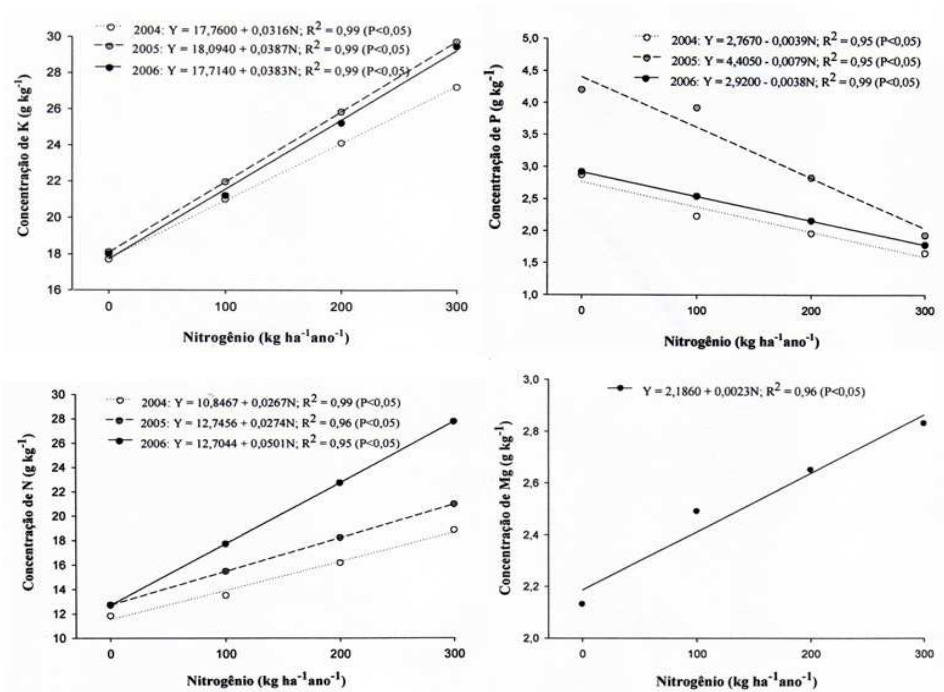 2004: Y = 17,7600 + 0,0316N; R² = 0,99 (P<0,05)
2005: Y = 18,0940 + 0,0387N; R² = 0,99 (P<0,05)
2006: Y = 17,7140 + 0,0383N; R² = 0,99 (P<0,05)
Concentração de K (g kg⁻¹)
30
28
26
24
22
20
18
16
0 100 200 300
Nitrogênio (kg ha⁻¹ano⁻¹)
2004: Y = 2,7670 - 0,0039N; R² = 0,95 (P<0,05)
2005: Y = 4,4050 - 0,0079N; R² = 0,95 (P<0,05)
2006: Y = 2,9200 - 0,0038N; R² = 0,99 (P<0,05)
Concentração de P (g kg⁻¹)
5,0
4,5
4,0
3,5
3,0
2,5
2,0
1,5
1,0
0 100 200 300
Nitrogênio (kg ha⁻¹ano⁻¹)
2004: Y = 10,8467 + 0,0267N; R² = 0,99 (P<0,05)
2005: Y = 12,7456 + 0,0274N; R² = 0,96 (P<0,05)
2006: Y = 12,7044 + 0,0501N; R² = 0,95 (P<0,05)
Concentração de N (g kg⁻¹)
30
28
26
24
22
20
18
16
14
12
10
0 100 200 300
Nitrogênio (kg ha⁻¹ano⁻¹)
Y = 2,1860 + 0,0023N; R² = 0,96 (P<0,05)
Concentração de Mg (g kg⁻¹)
3,0
2,8
2,6
2,4
2,2
2,0
0 100 200 300
Nitrogênio (kg ha⁻¹ano⁻¹)